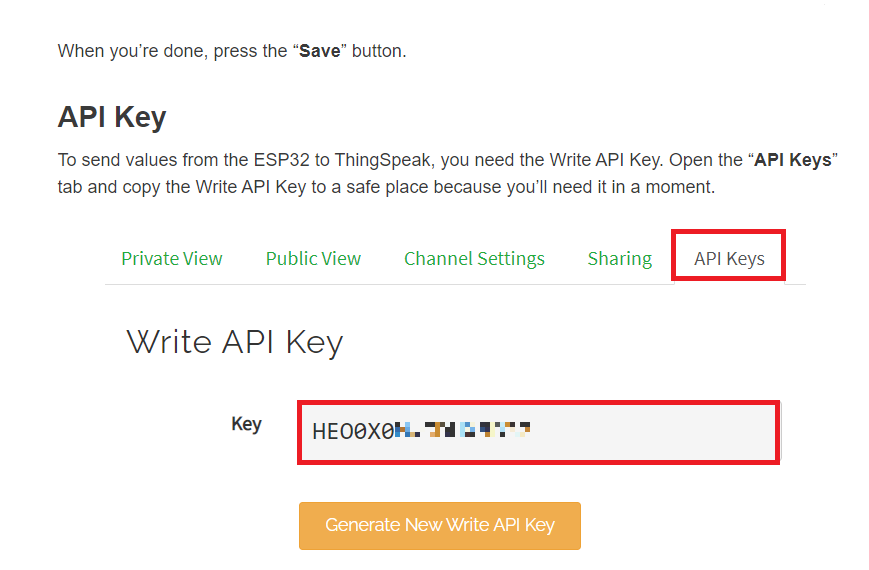 When you’re done, press the “Save” button.
API Key
To send values from the ESP32 to ThingSpeak, you need the Write API Key. Open the “API Keys”
tab and copy the Write API Key to a safe place because you’ll need it in a moment.
Private View Public View Channel Settings Sharing API Keys
Write API Key
Key HEO0X0
Generate New Write API Key